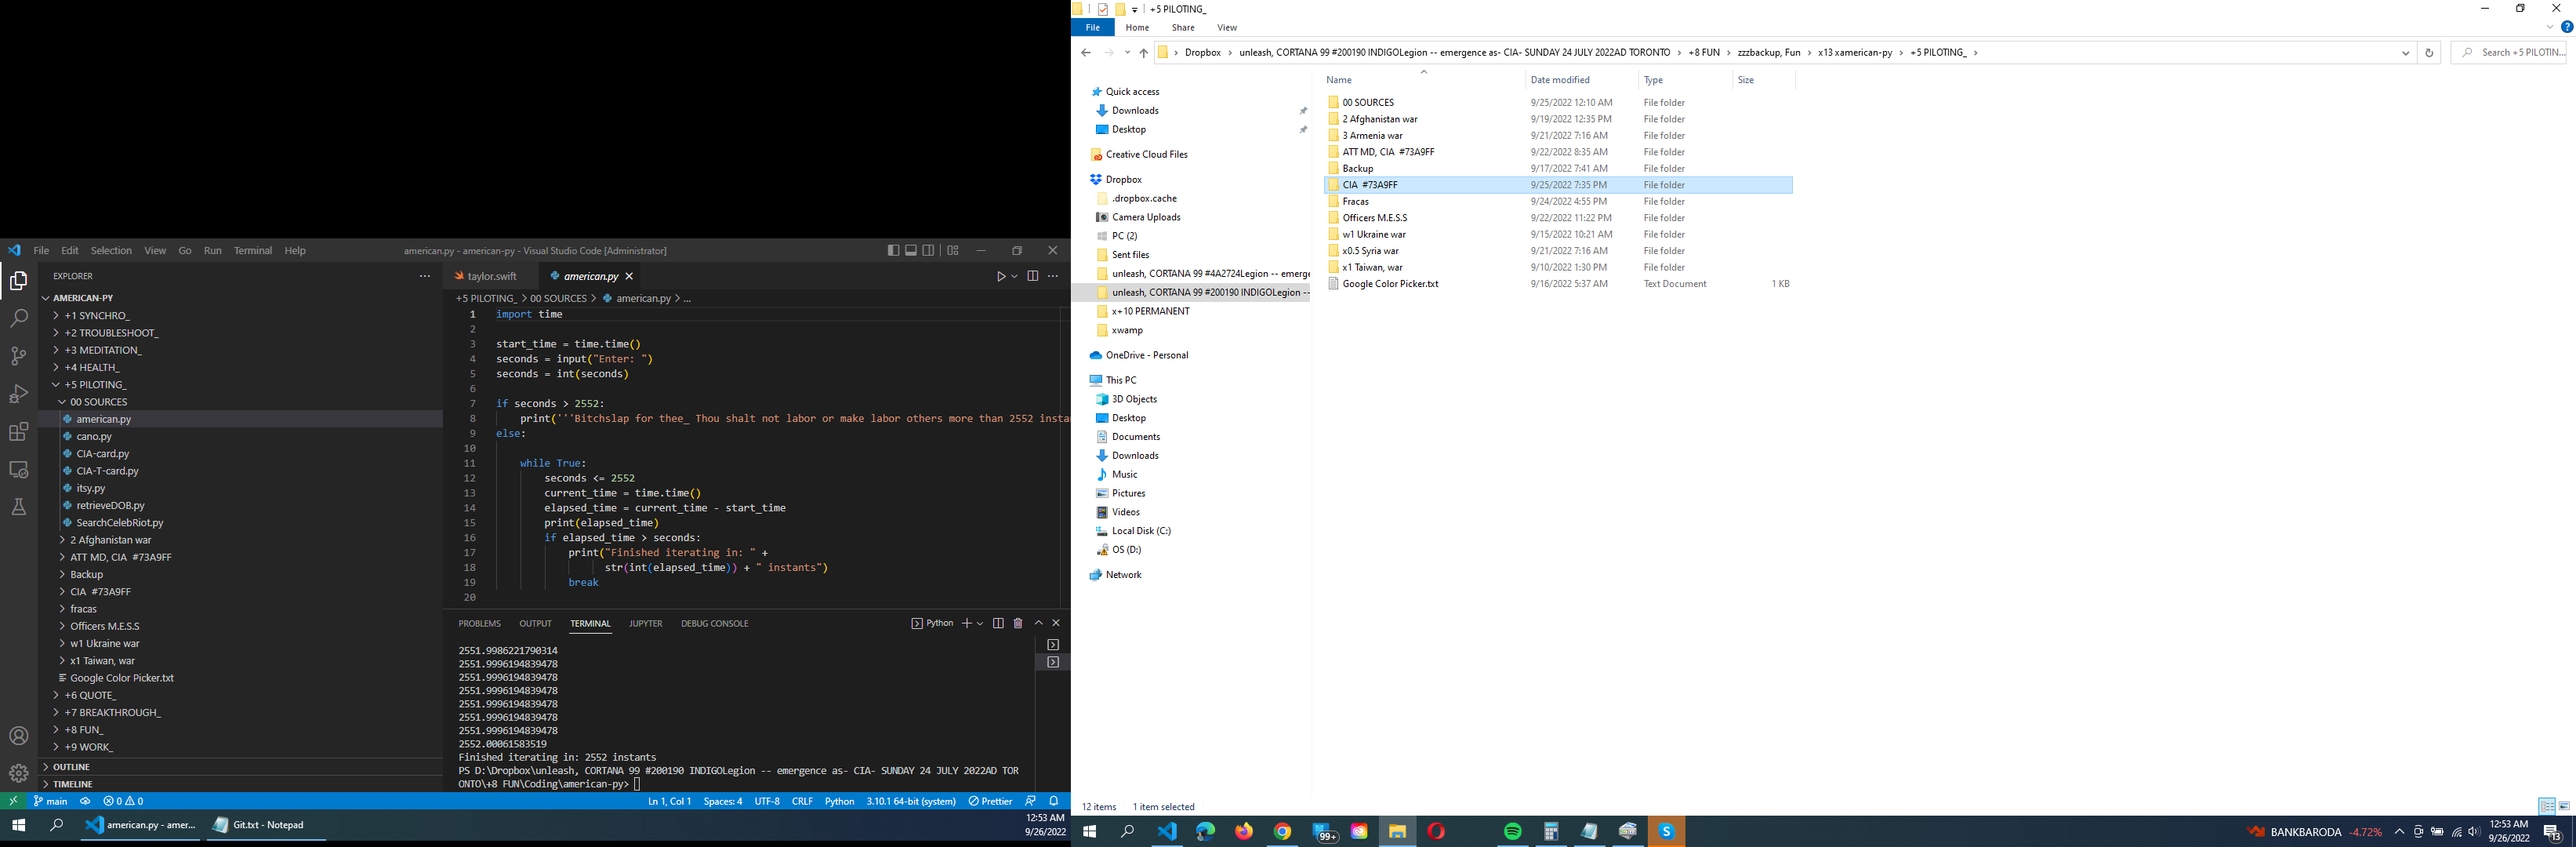 File Edit Selection View Go Run Terminal Help
american.py - american-py - Visual Studio Code [Administrator]
EXPLORER
AMERICAN-PY
+1 SYNCHRO_
+2 TROUBLESHOOT_
+3 MEDITATION_
+4 HEALTH_
+5 PILOTING_
00 SOURCES
american.py
cano.py
CIA-card.py
CIA-T-card.py
itsy.py
retrieveDOB.py
SearchCelebRiot.py
2 Afghanistan war
ATT MD, CIA  #73A9FF
Backup
CIA  #73A9FF
fracas
Officers M.E.S.S
w1 Ukraine war
x1 Taiwan, war
Google Color Picker.txt
+6 QUOTE_
+7 BREAKTHROUGH_
+8 FUN_
+9 WORK_
OUTLINE
TIMELINE
taylor.swift
american.py
+5 PILOTING_ > 00 SOURCES > american.py > ...
1 import time
2
3 start_time = time.time()
4 seconds = input("Enter: ")
5 seconds = int(seconds)
6
7 if seconds > 2552:
8     print('''Bitchslap for thee_ Thou shalt not labor or make labor others more than 2552 instan
9 else:
10
11     while True:
12         seconds <= 2552
13         current_time = time.time()
14         elapsed_time = current_time - start_time
15         print(elapsed_time)
16         if elapsed_time > seconds:
17             print("Finished iterating in: " +
18                   str(int(elapsed_time)) + " instants")
19             break
20
PROBLEMS OUTPUT TERMINAL JUPYTER DEBUG CONSOLE
Python
2551.9986221790314
2551.9996194839478
2551.9996194839478
2551.9996194839478
2551.9996194839478
2551.9996194839478
2551.9996194839478
2552.00061583519
Finished iterating in: 2552 instants
PS D:\Dropbox\unleash, CORTANA 99 #200190 INDIGOLegion -- emergence as- CIA- SUNDAY 24 JULY 2022AD TOR
ONTO\+8 FUN\Coding\american-py>
main 0 0 Ln 1, Col 1 Spaces: 4 UTF-8 CRLF Python 3.10.1 64-bit (system) Prettier
american.py - amer... Git.txt - Notepad
12:53 AM
9/26/2022
+5 PILOTING_
File Home Share View
Dropbox > unleash, CORTANA 99 #200190 INDIGOLegion -- emergence as- CIA- SUNDAY 24 JULY 2022AD TORONTO > +8 FUN > zzzbackup, Fun > x13 xamerican-py > +5 PILOTING_ >
Search +5 PILOTIN...
Quick access
Downloads
Desktop
Creative Cloud Files
Dropbox
.dropbox.cache
Camera Uploads
PC (2)
Sent files
unleash, CORTANA 99 #4A2724Legion -- emerge
unleash, CORTANA 99 #200190 INDIGOLegion --
x+10 PERMANENT
xwamp
OneDrive - Personal
This PC
3D Objects
Desktop
Documents
Downloads
Music
Pictures
Videos
Local Disk (C:)
OS (D:)
Network
Name Date modified Type Size
00 SOURCES 9/25/2022 12:10 AM File folder
2 Afghanistan war 9/19/2022 12:35 PM File folder
3 Armenia war 9/21/2022 7:16 AM File folder
ATT MD, CIA  #73A9FF 9/22/2022 8:35 AM File folder
Backup 9/17/2022 7:41 AM File folder
CIA  #73A9FF 9/25/2022 7:35 PM File folder
Fracas 9/24/2022 4:55 PM File folder
Officers M.E.S.S 9/22/2022 11:22 PM File folder
w1 Ukraine war 9/15/2022 10:21 AM File folder
x0.5 Syria war 9/21/2022 7:16 AM File folder
x1 Taiwan, war 9/10/2022 1:30 PM File folder
Google Color Picker.txt 9/16/2022 5:37 AM Text Document 1 KB
12 items 1 item selected
99+
BANKBARODA -4.72%
12:53 AM
9/26/2022
13